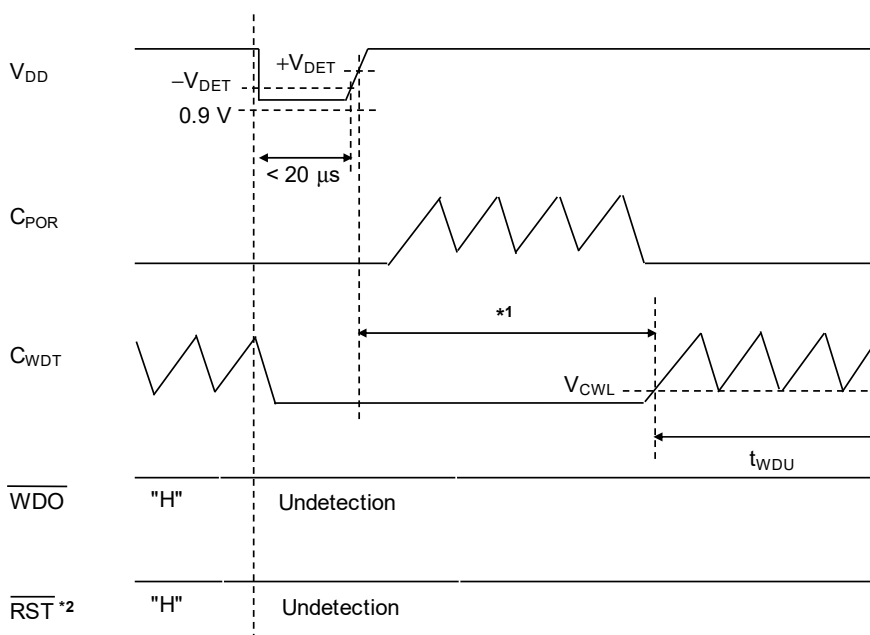 V_DD
+V_DET
−V_DET
0.9 V
< 20 μs
C_POR
*1
C_WDT
V_CWL
t_WDU
WDO "H" Undetection
RST *2 "H" Undetection